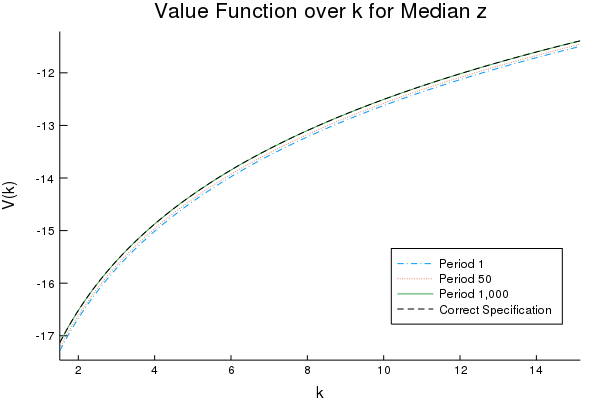 Value Function over k for Median z
V(k)
-12
-13
-14
-15
-16
-17
2
4
6
8
10
12
14
k
Period 1
Period 50
Period 1,000
Correct Specification